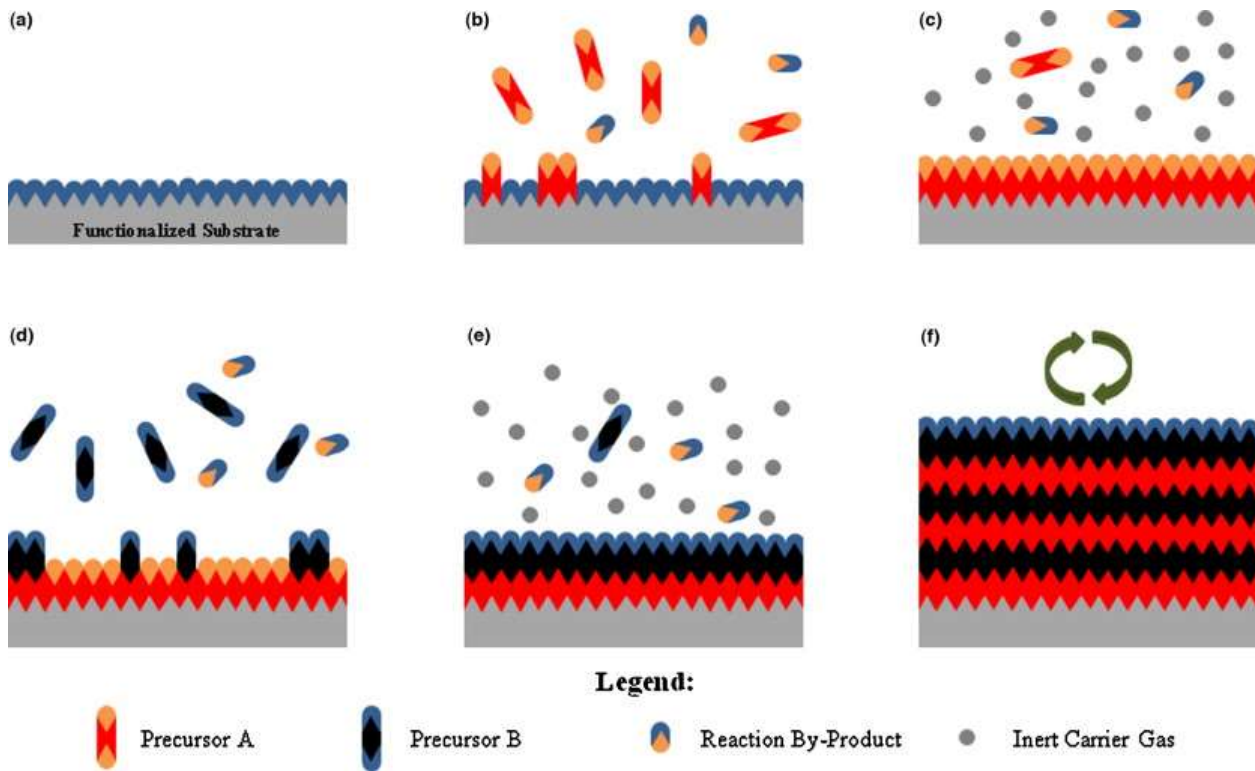 (a)
(b)
(c)
Functionalized Substrate
(d)
(e)
(f)
Legend:
Precursor A
Precursor B
Reaction By-Product
Inert Carrier Gas